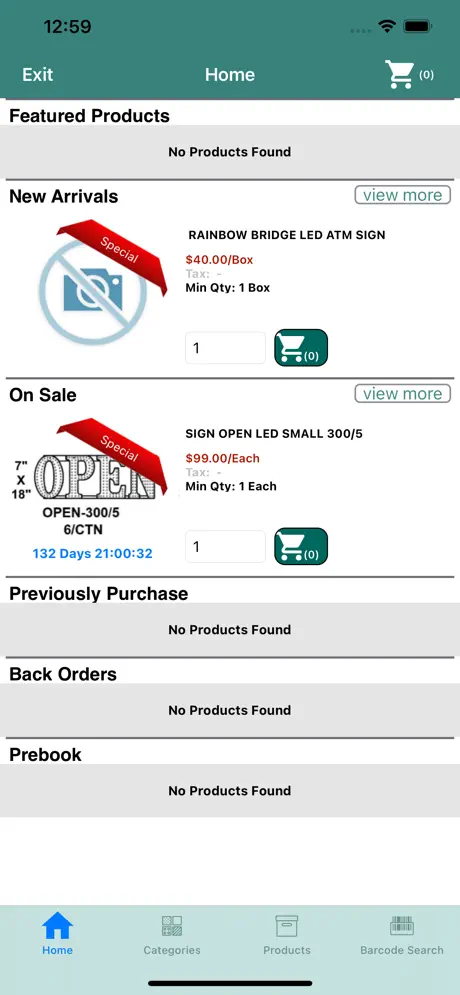 12:59
Exit
Home
(0)
Featured Products
No Products Found
New Arrivals
view more
Special
RAINBOW BRIDGE LED ATM SIGN
$40.00/Box
Tax: -
Min Qty: 1 Box
1
(0)
On Sale
view more
Special
SIGN OPEN LED SMALL 300/5
$99.00/Each
Tax: -
Min Qty: 1 Each
7"
X
18"
OPEN
OPEN-300/5
6/CTN
132 Days 21:00:32
1
(0)
Previously Purchase
No Products Found
Back Orders
No Products Found
Prebook
No Products Found
Home
Categories
Products
Barcode Search